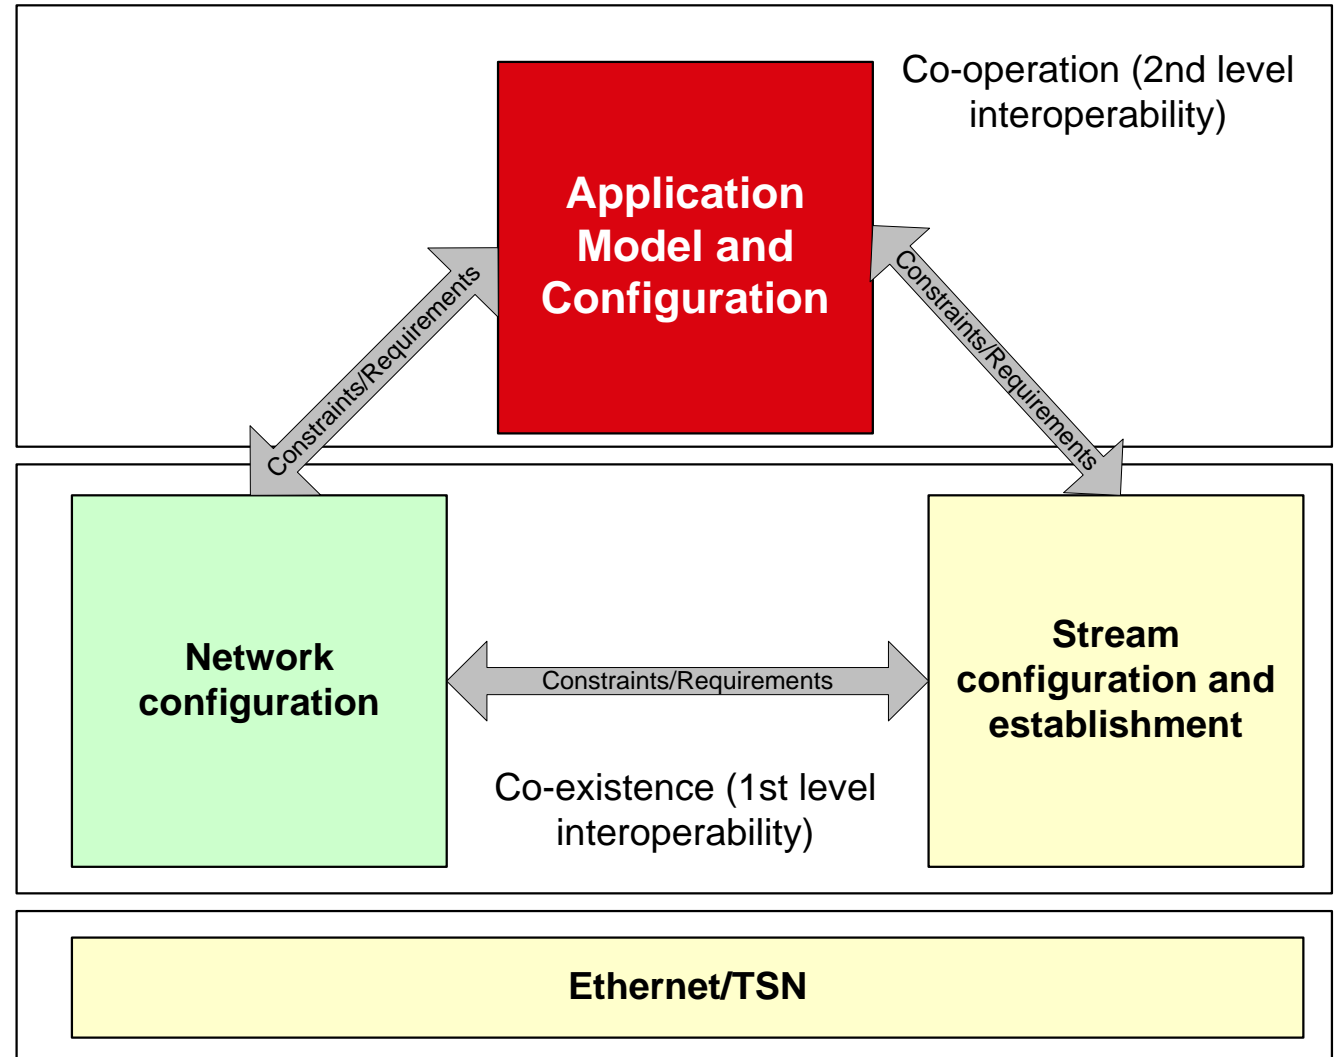 Co-operation (2nd level
interoperability)
Application
Model and
Configuration
Constraints/Requirements
Constraints/Requirements
Network
configuration
Constraints/Requirements
Stream
configuration and
establishment
Co-existence (1st level
interoperability)
Ethernet/TSN